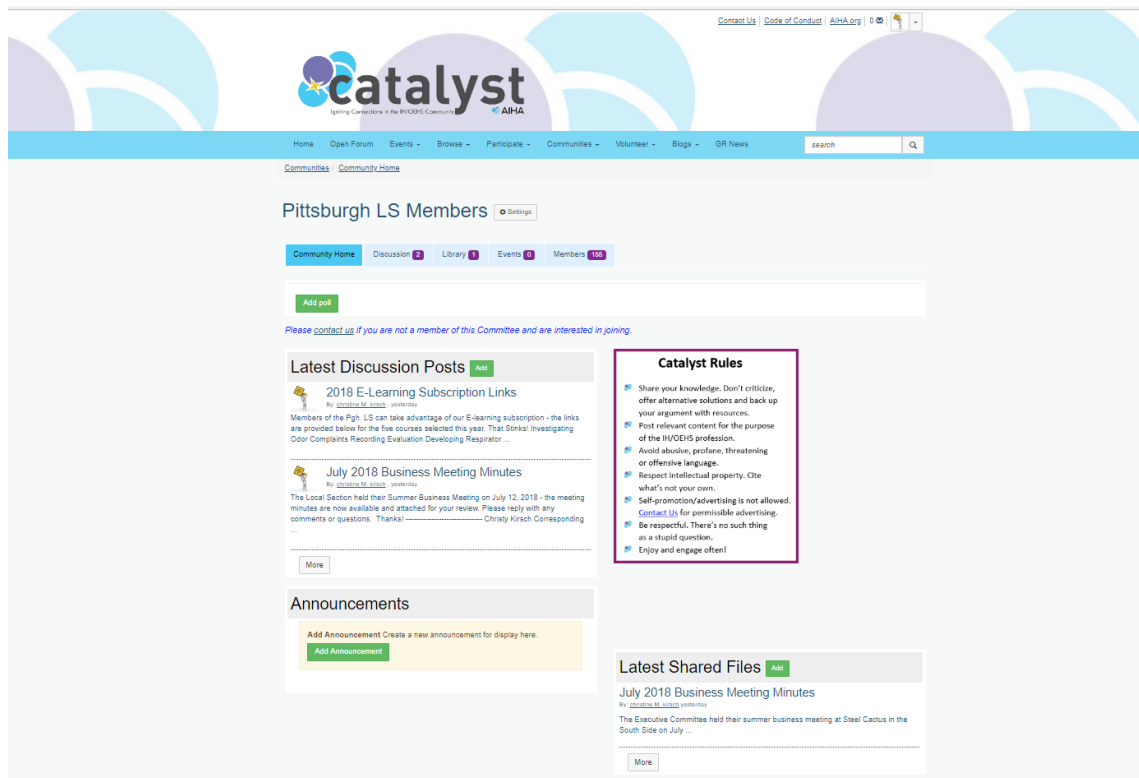 Contact Us | Code of Conduct | AIHA.org | 0
catalyst
Igniting Connections in the IH/OEHS Community
AIHA
Home Open Forum Events Browse Participate Communities Volunteer Blogs GR News search
Communities / Community Home
Pittsburgh LS Members Settings
Community Home Discussion 2 Library 1 Events 0 Members 155
Add poll
Please contact us if you are not a member of this Committee and are interested in joining.
Latest Discussion Posts Add
2018 E-Learning Subscription Links
By: christine M. kirsch , yesterday
Members of the Pgh. LS can take advantage of our E-learning subscription - the links
are provided below for the five courses selected this year. That Stinks! Investigating
Odor Complaints Recording Evaluation Developing Respirator ...
July 2018 Business Meeting Minutes
By: christine M. kirsch , yesterday
The Local Section held their Summer Business Meeting on July 12, 2018 - the meeting
minutes are now available and attached for your review. Please reply with any
comments or questions. Thanks! ------------------------------ Christy Kirsch Corresponding
...
More
Catalyst Rules
Share your knowledge. Don't criticize,
offer alternative solutions and back up
your argument with resources.
Post relevant content for the purpose
of the IH/OEHS profession.
Avoid abusive, profane, threatening
or offensive language.
Respect intellectual property. Cite
what's not your own.
Self-promotion/advertising is not allowed.
Contact Us for permissible advertising.
Be respectful. There's no such thing
as a stupid question.
Enjoy and engage often!
Announcements
Add Announcement Create a new announcement for display here.
Add Announcement
Latest Shared Files Add
July 2018 Business Meeting Minutes
By: christine M. kirsch yesterday
The Executive Committee held their summer business meeting at Steel Cactus in the
South Side on July ...
More